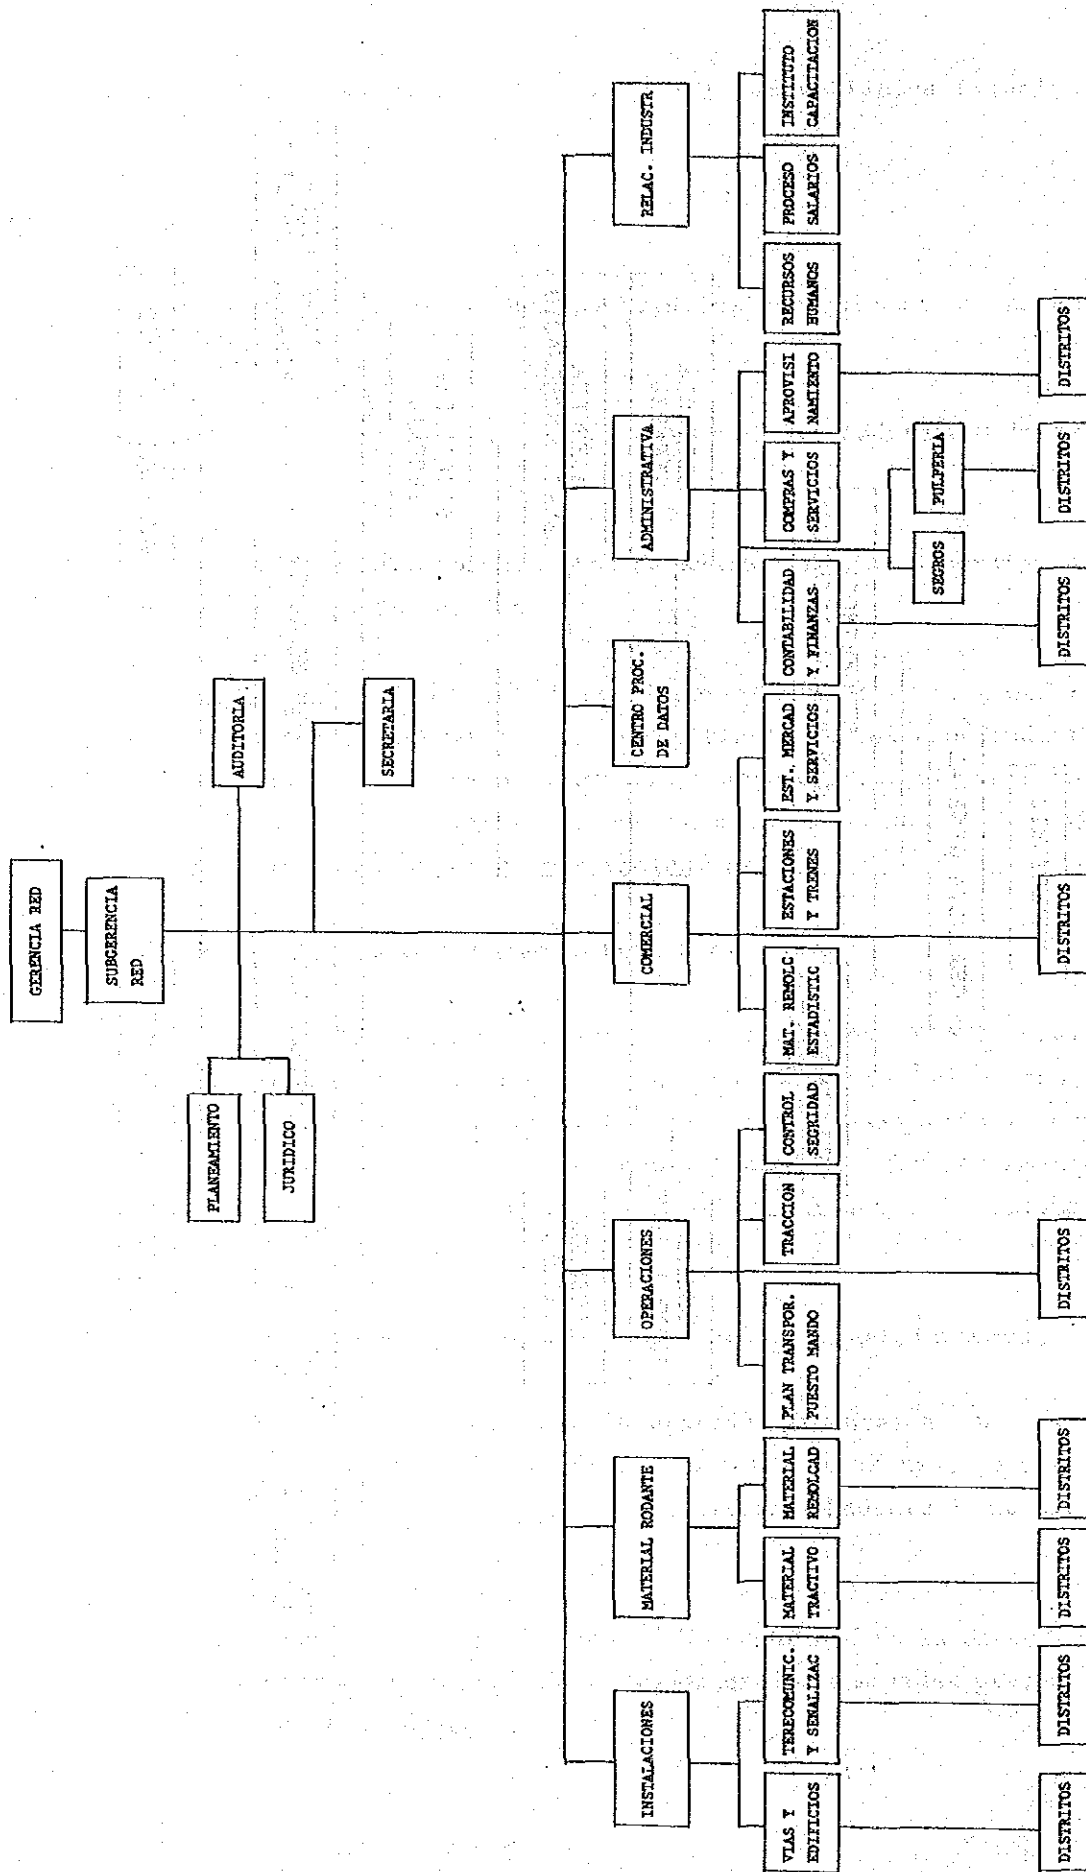 GERENCIA RED
SUBGERENCIA
RED
PLANEAMIENTO
JURIDICO
AUDITORIA
SECRETARIA
INSTALACIONES
MATERIAL RODANTE
OPERACIONES
COMERCIAL
CENTRO PROC.
DE DATOS
ADMINISTRATIVA
RELAC. INDUSTR.
VIAS Y
EDIFICIOS
TERECOMUNIC.
Y SENALIZAC
MATERIAL
TRACTIVO
MATERIAL
REMOLCAD
PLAN TRANSPOR.
PUESTO MANDO
TRACCION
CONTROL
SEGRIDAD
MAT. REMOLC
ESTADISTIC
ESTACIONES
Y TRENES
EST. MERCAD
Y SERVICIOS
CONTABILIDAD
Y FINANZAS
COMPRAS Y
SERVICIOS
APROVISI
NAMIENTO
RECURSOS
HUMANOS
PROCESO
SALARIOS
INSTITUTO
CAPACITACION
SEGROS
PULPERIA
DISTRITOS
DISTRITOS
DISTRITOS
DISTRITOS
DISTRITOS
DISTRITOS
DISTRITOS
DISTRITOS
DISTRITOS